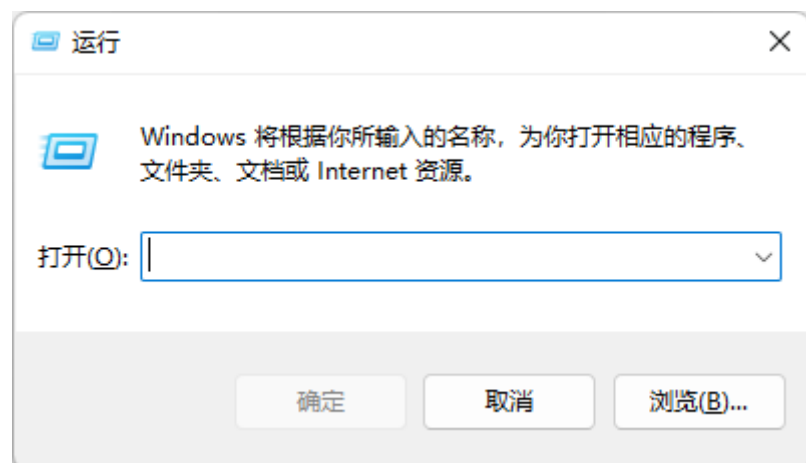 运行
Windows 将根据你所输入的名称，为你打开相应的程序、
文件夹、文档或 Internet 资源。
打开(O):
确定 取消 浏览(B)...